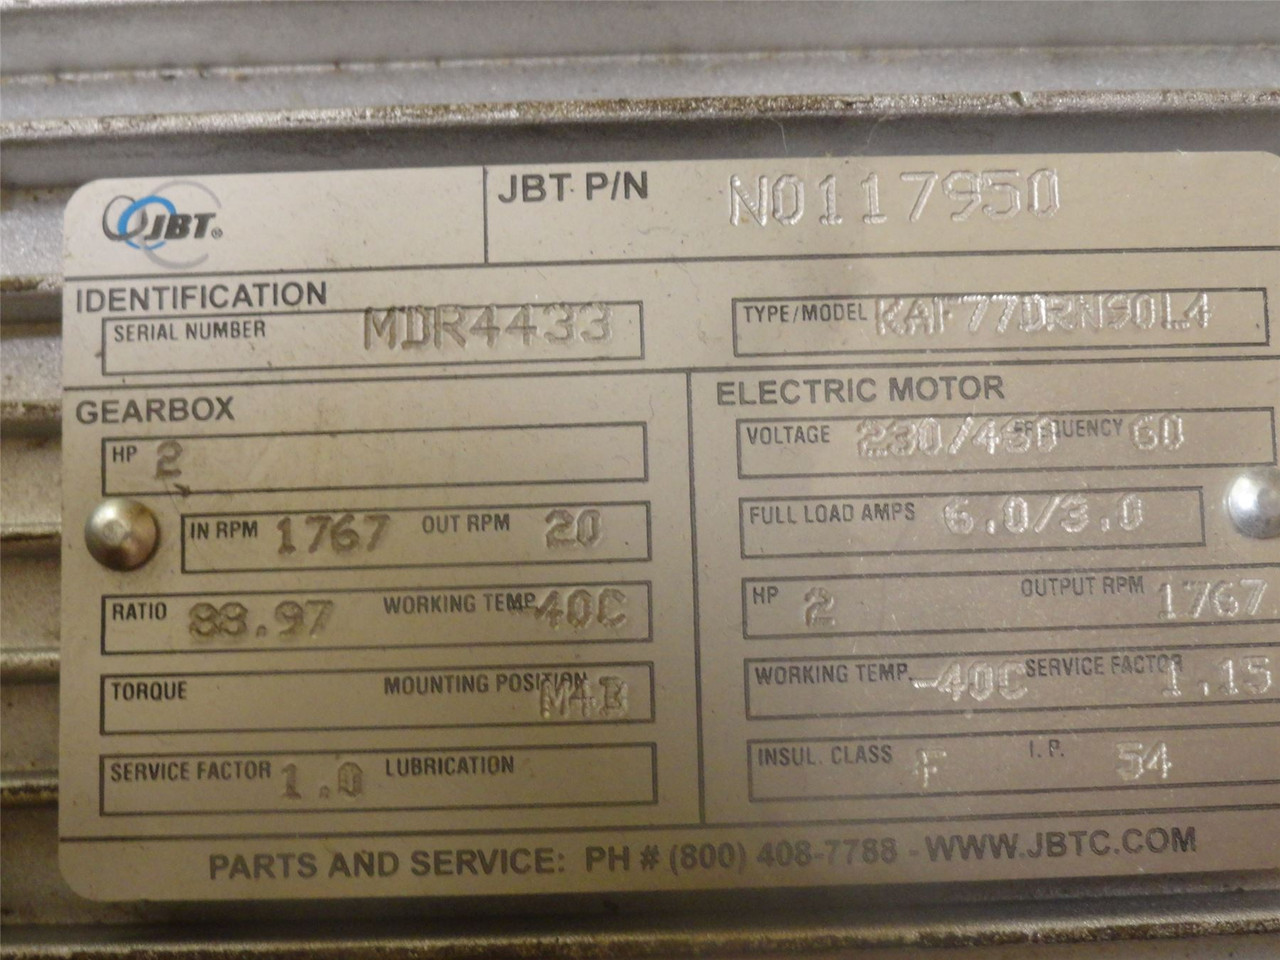 JBT®
JBT P/N N0117950
IDENTIFICATION
SERIAL NUMBER MDR4433
TYPE/MODEL KAF77DRN90L4
GEARBOX
HP 2
IN RPM 1767 OUT RPM 20
RATIO 88.97 WORKING TEMP. -40C
TORQUE MOUNTING POSITION M4B
SERVICE FACTOR 1.0 LUBRICATION
ELECTRIC MOTOR
VOLTAGE 230/460 FREQUENCY 60
FULL LOAD AMPS 6.0/3.0
HP 2 OUTPUT RPM 1767
WORKING TEMP. -40C SERVICE FACTOR 1.15
INSUL. CLASS F I.P. 54
PARTS AND SERVICE: PH # (800) 408-7788 - WWW.JBTC.COM